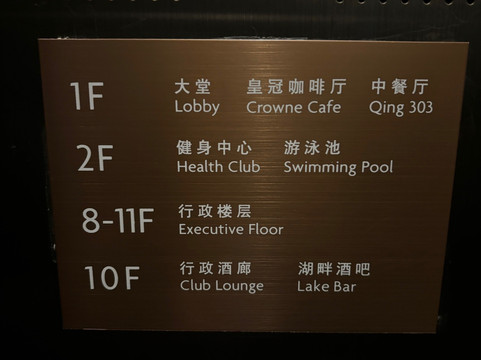 1F 大堂 皇冠咖啡厅 中餐厅
Lobby Crowne Cafe Qing 303
2F 健身中心 游泳池
Health Club Swimming Pool
8-11F 行政楼层
Executive Floor
10F 行政酒廊 湖畔酒吧
Club Lounge Lake Bar